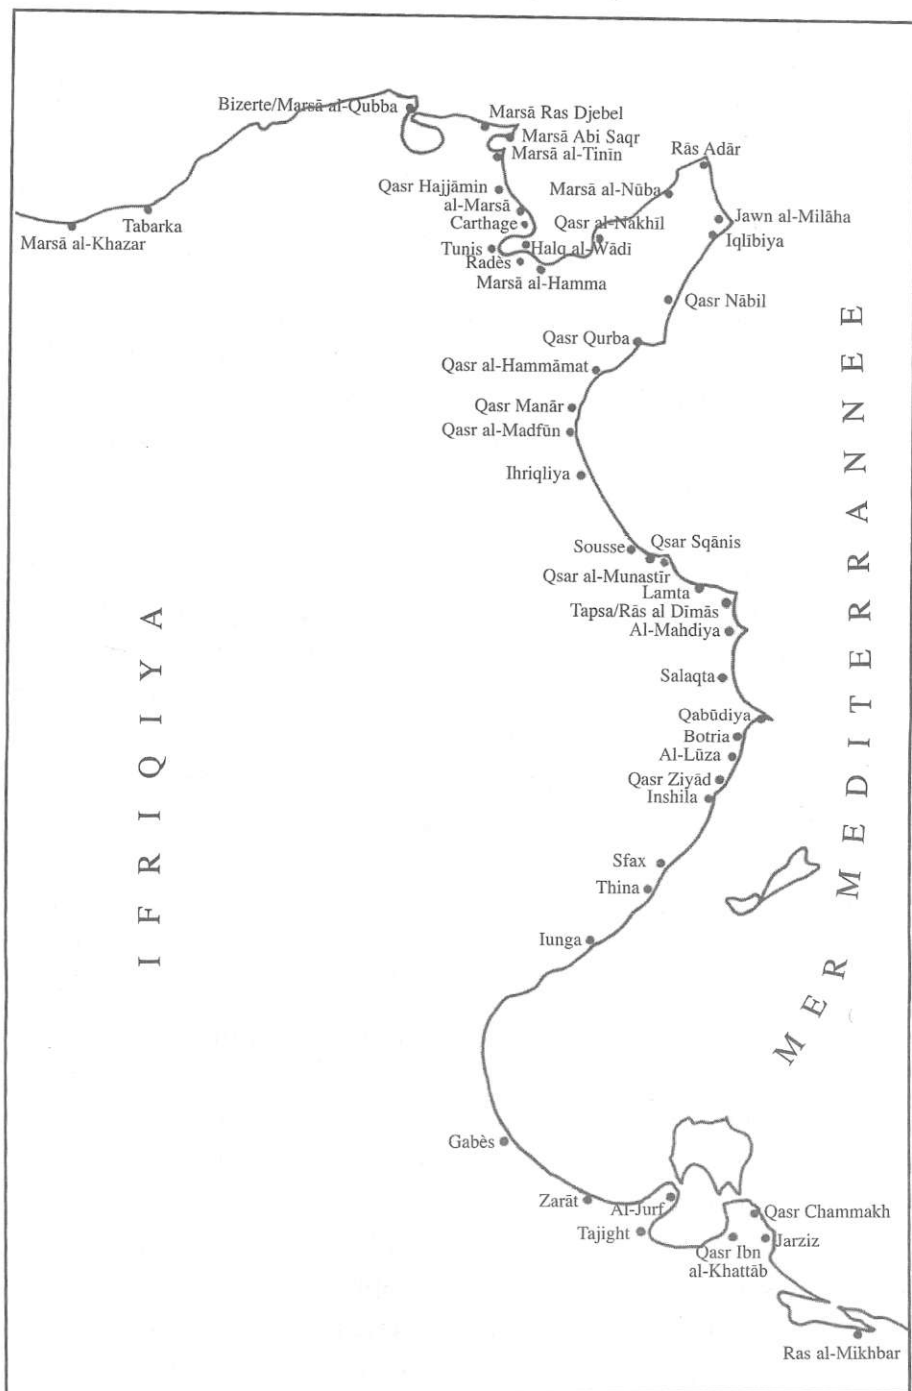 Bizerte/Marsā al-Qubba
Marsā Ras Djebel
Marsā Abi Saqr
Marsā al-Tinīn
Rās Adār
Qasr Hajjāmin
al-Marsā
Marsā al-Nūba
Carthage
Qasr al-Nakhīl
Jawn al-Milāha
Iqlībiya
Tabarka
Marsā al-Khazar
Tunis
Halq al-Wādī
Radès
Marsā al-Hamma
Qasr Nābil
Qasr Qurba
Qasr al-Hammāmat
Qasr Manār
Qasr al-Madfūn
Ihriqliya
Sousse
Qsar Sqānis
Qsar al-Munastīr
Lamta
Tapsa/Rās al Dīmās
Al-Mahdiya
Salaqta
Qabūdiya
Botria
Al-Lūza
Qasr Ziyād
Inshila
Sfax
Thina
Iunga
IFRIQIYA
MER MEDITERRANNEE
Gabès
Zarāt
Al-Jurf
Tajight
Qasr Chammakh
Jarziz
Qasr Ibn
al-Khattāb
Ras al-Mikhbar